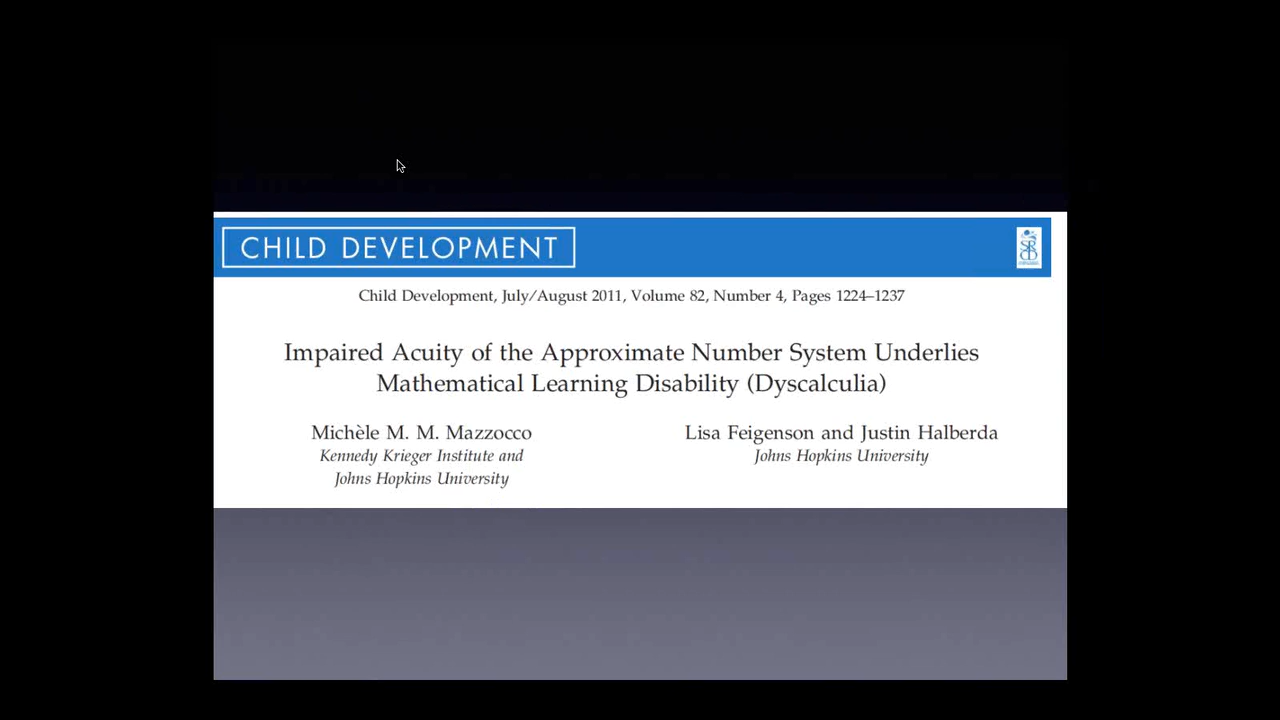 CHILD DEVELOPMENT
SRCD
Child Development, July/August 2011, Volume 82, Number 4, Pages 1224–1237
Impaired Acuity of the Approximate Number System Underlies
Mathematical Learning Disability (Dyscalculia)
Michèle M. M. Mazzocco
Kennedy Krieger Institute and
Johns Hopkins University
Lisa Feigenson and Justin Halberda
Johns Hopkins University